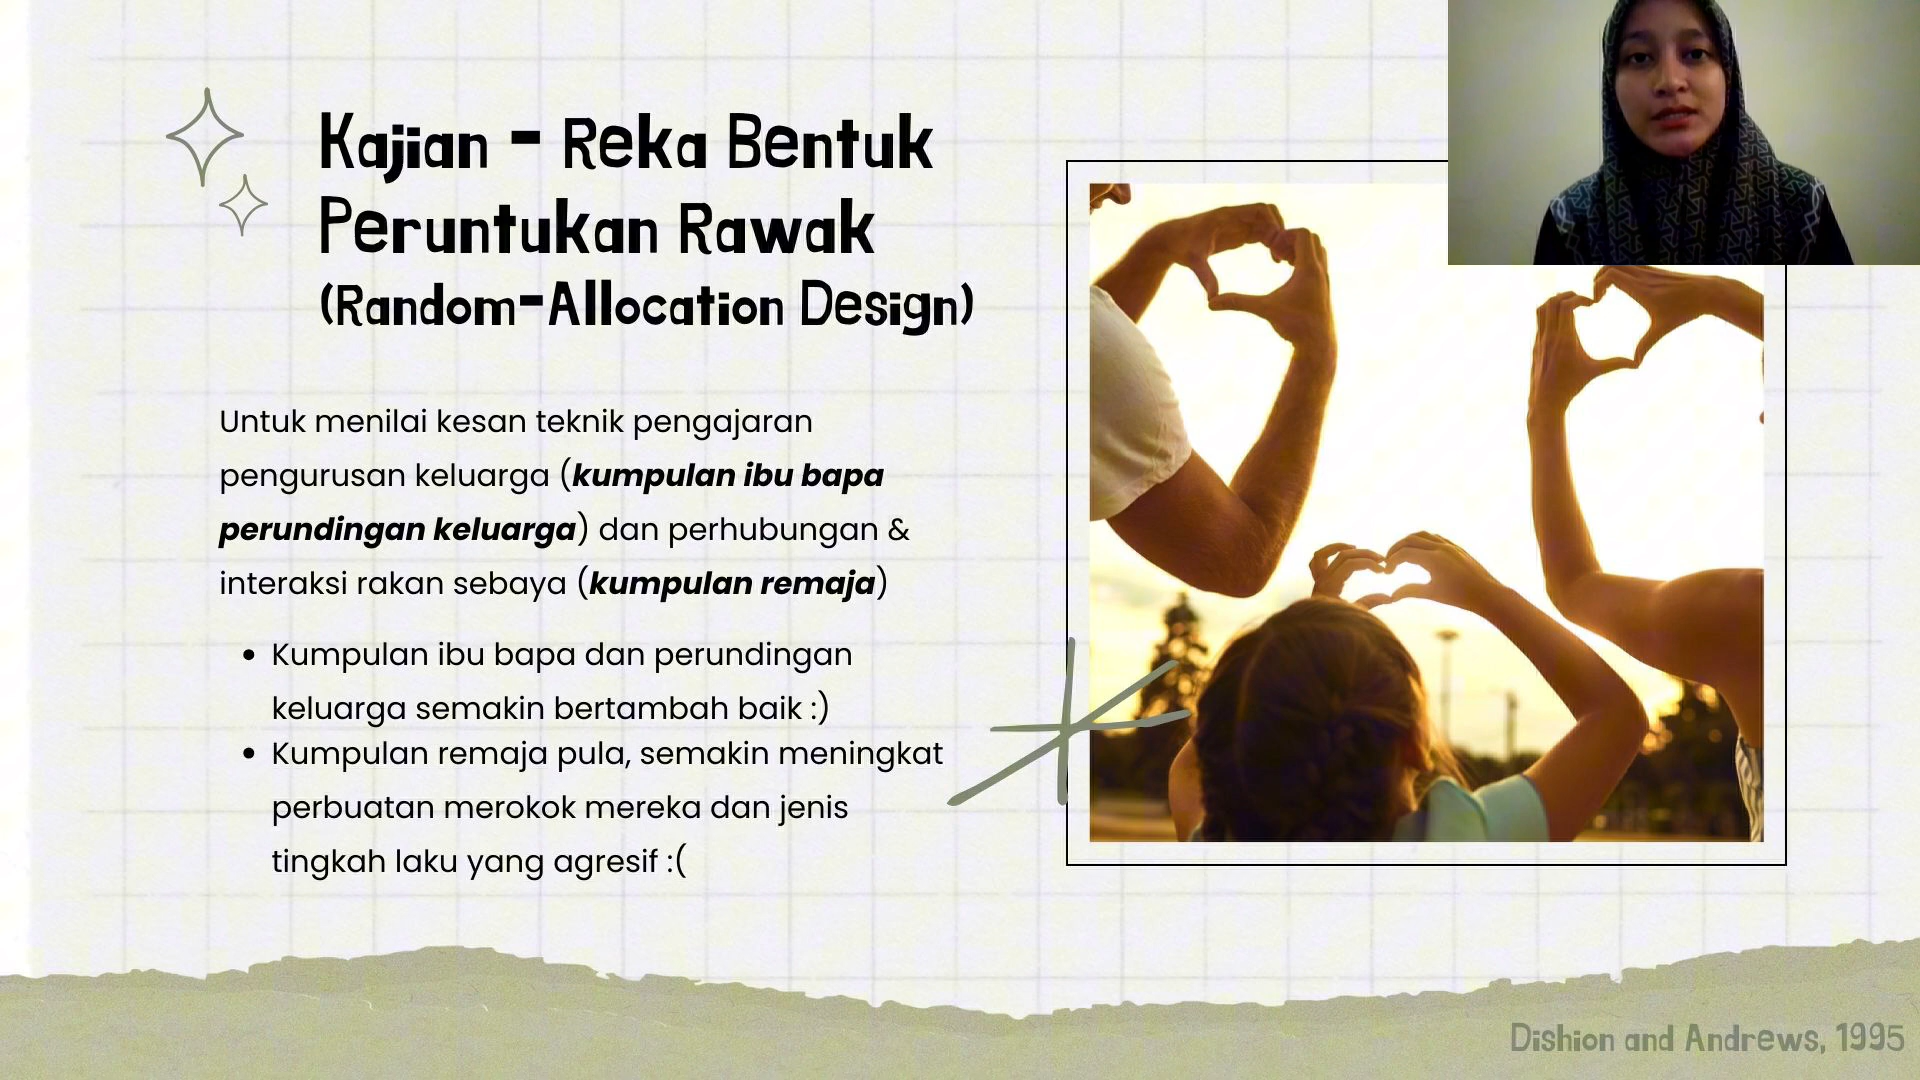 Kajian - Reka Bentuk
Peruntukan Rawak
(Random-Allocation Design)
Untuk menilai kesan teknik pengajaran
pengurusan keluarga (kumpulan ibu bapa
perundingan keluarga) dan perhubungan &
interaksi rakan sebaya (kumpulan remaja)
• Kumpulan ibu bapa dan perundingan
keluarga semakin bertambah baik :)
• Kumpulan remaja pula, semakin meningkat
perbuatan merokok mereka dan jenis
tingkah laku yang agresif :(
Dishion and Andrews, 1995